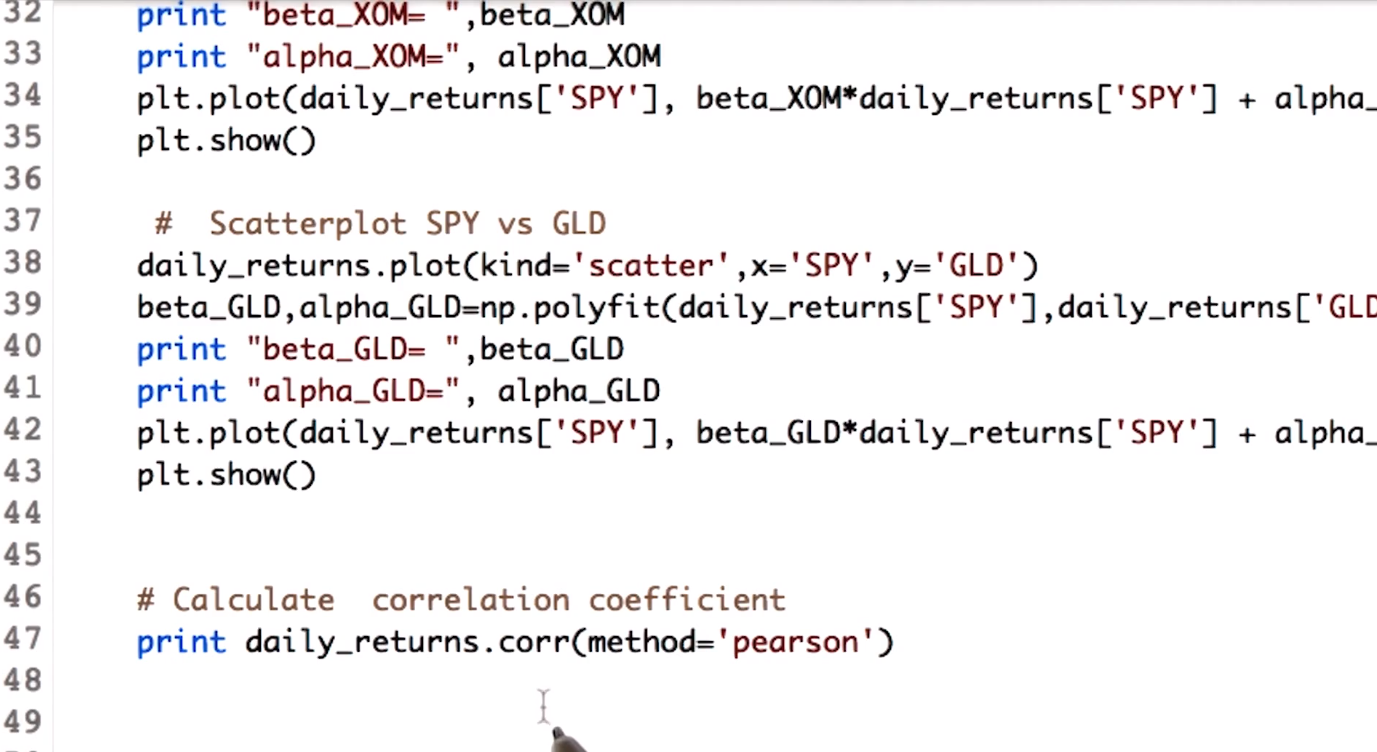 32 print "beta_XOM= ",beta_XOM
33 print "alpha_XOM=", alpha_XOM
34 plt.plot(daily_returns['SPY'], beta_XOM*daily_returns['SPY'] + alpha_
35 plt.show()
36
37 #  Scatterplot SPY vs GLD
38 daily_returns.plot(kind='scatter',x='SPY',y='GLD')
39 beta_GLD,alpha_GLD=np.polyfit(daily_returns['SPY'],daily_returns['GLD
40 print "beta_GLD= ",beta_GLD
41 print "alpha_GLD=", alpha_GLD
42 plt.plot(daily_returns['SPY'], beta_GLD*daily_returns['SPY'] + alpha_
43 plt.show()
44
45
46 # Calculate  correlation coefficient
47 print daily_returns.corr(method='pearson')
48
49